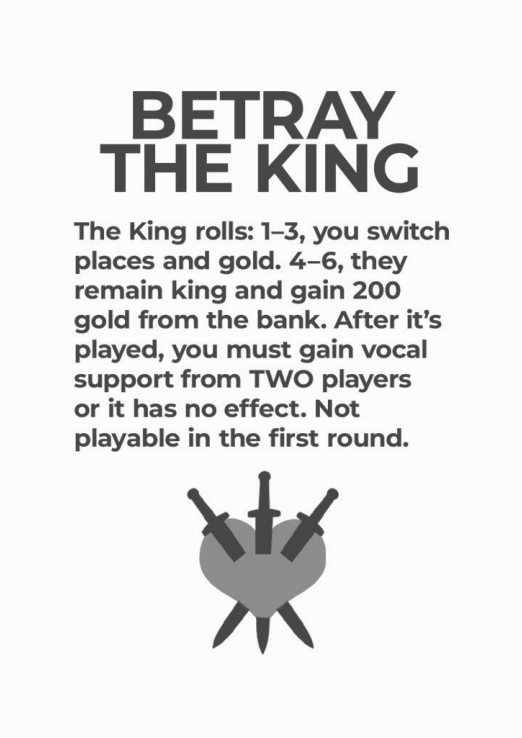 BETRAY
THE KING
The King rolls: 1–3, you switch
places and gold. 4–6, they
remain king and gain 200
gold from the bank. After it’s
played, you must gain vocal
support from TWO players
or it has no effect. Not
playable in the first round.